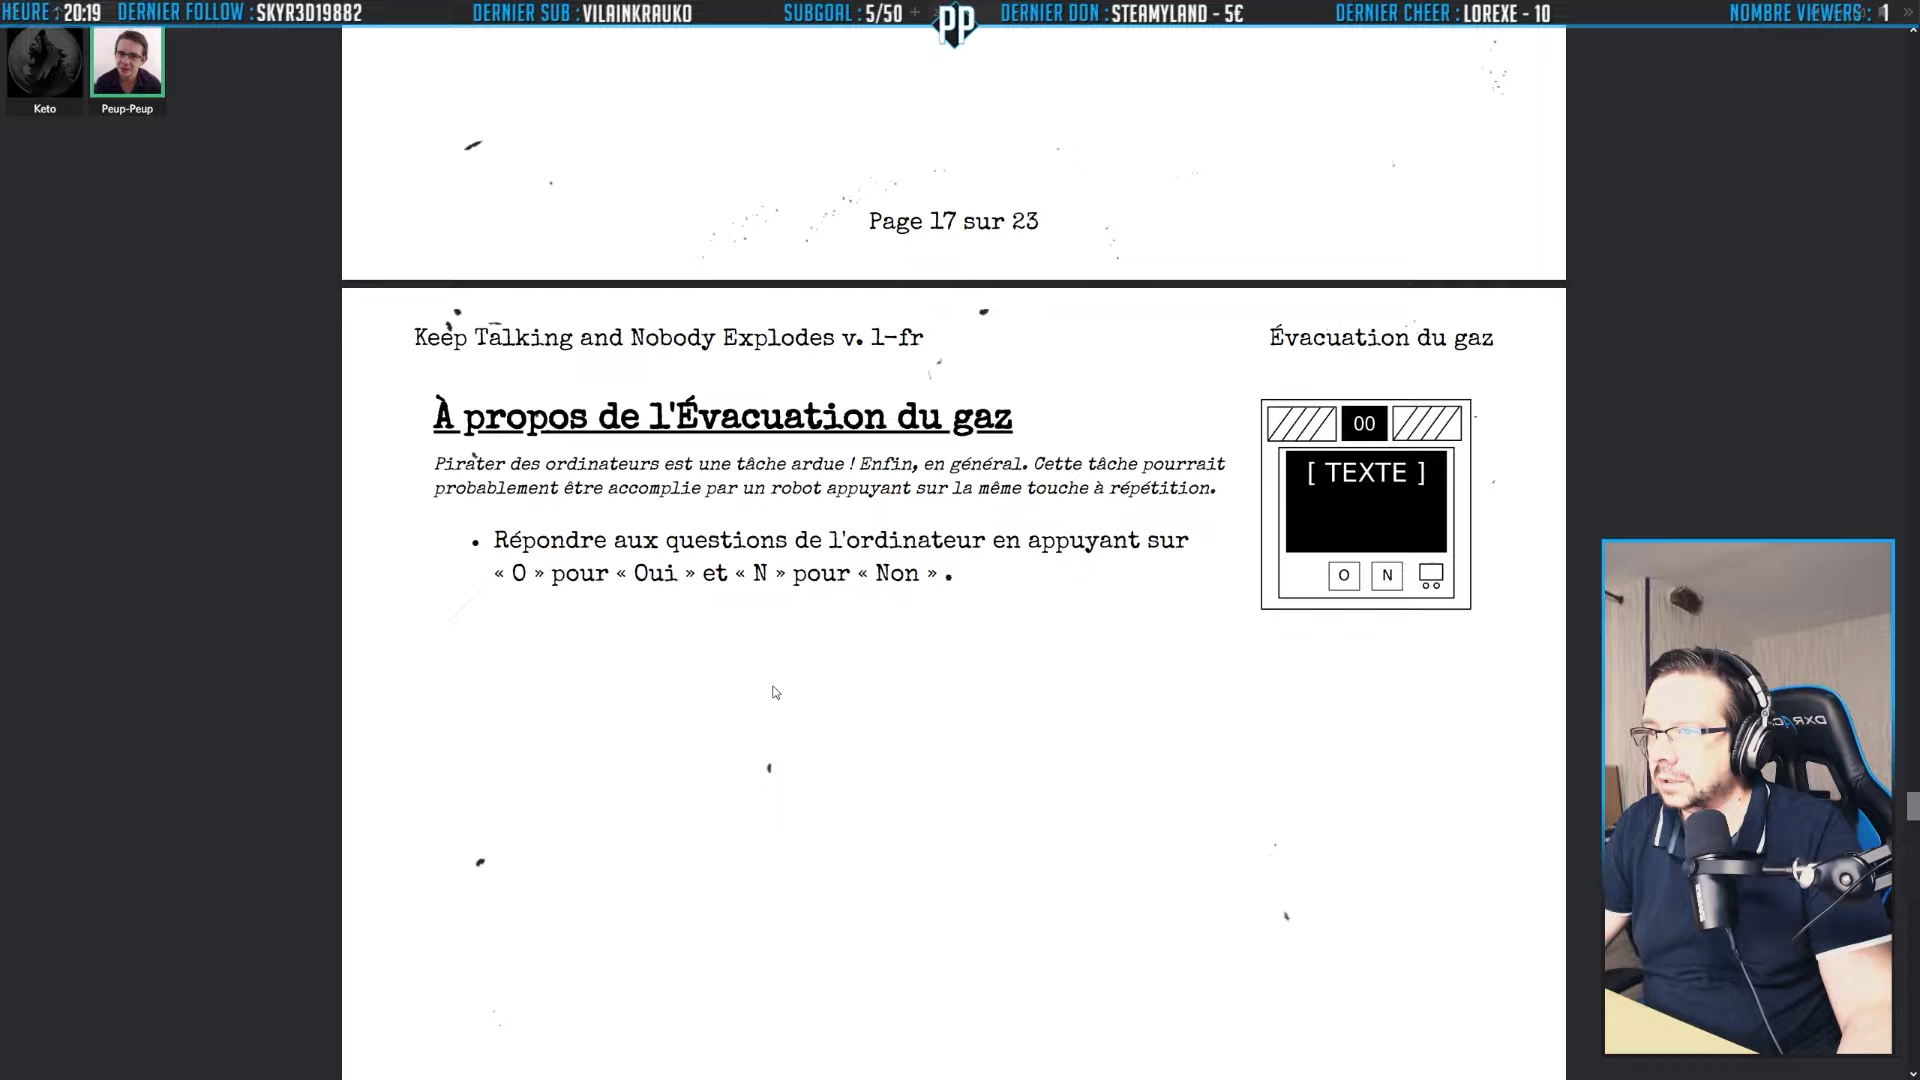 HEURE : 20:19 DERNIER FOLLOW : SKYR3D19882 DERNIER SUB : VILAINKRAUKO SUBGOAL : 5/50 PP DERNIER DON : STEAMYLAND - 5€ DERNIER CHEER : LOREXE - 10 NOMBRE VIEWERS : 1
Keto Peup-Peup
Page 17 sur 23
Keep Talking and Nobody Explodes v. 1-fr Évacuation du gaz
À propos de l'Évacuation du gaz
00
Pirater des ordinateurs est une tâche ardue ! Enfin, en général. Cette tâche pourrait
[ TEXTE ]
probablement être accomplie par un robot appuyant sur la même touche à répétition.
• Répondre aux questions de l'ordinateur en appuyant sur
« O » pour « Oui » et « N » pour « Non » .
O N